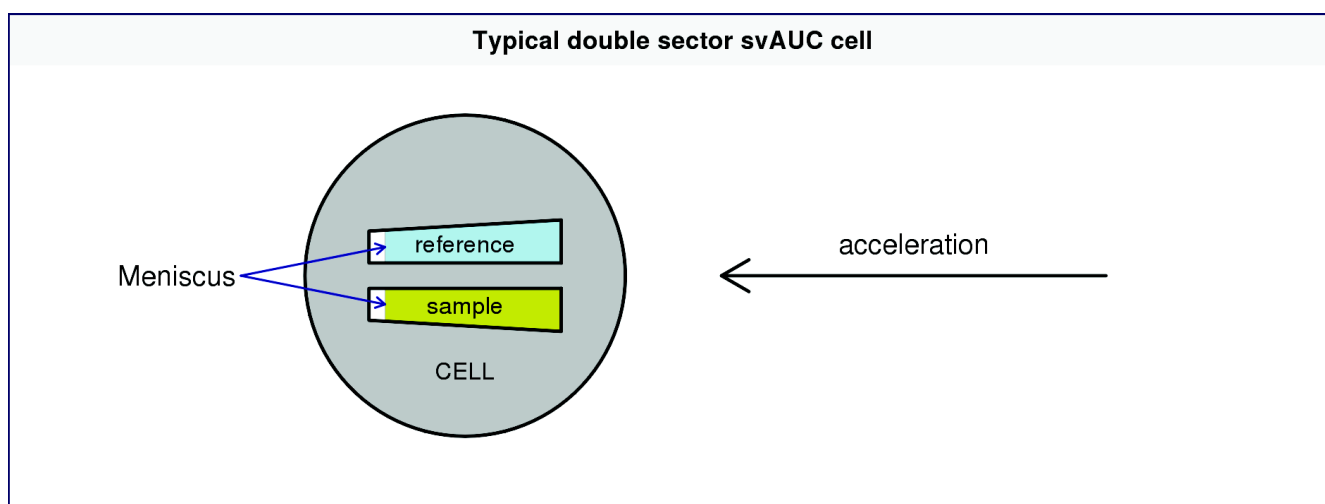 Typical double sector svAUC cell
reference
acceleration
Meniscus
sample
CELL